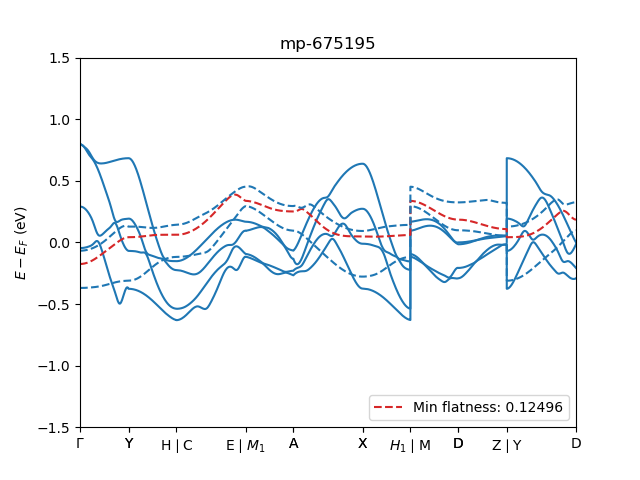 mp-675195
E − E_F (eV)
1.5
1.0
0.5
0.0
−0.5
−1.0
−1.5
Min flatness: 0.12496
Γ Y H | C E | M₁ A X H₁ | M D Z | Y D